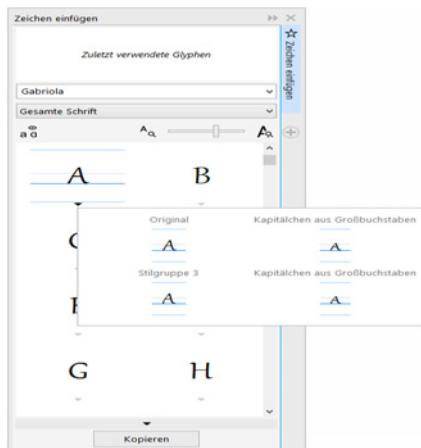 Zeichen einfügen
Zeichen einfügen
Zuletzt verwendete Glyphen
Gabriola
Gesamte Schrift
A B
Original Kapitälchen aus Großbuchstaben
A A
Stilgruppe 3 Kapitälchen aus Großbuchstaben
A A
G H
Kopieren